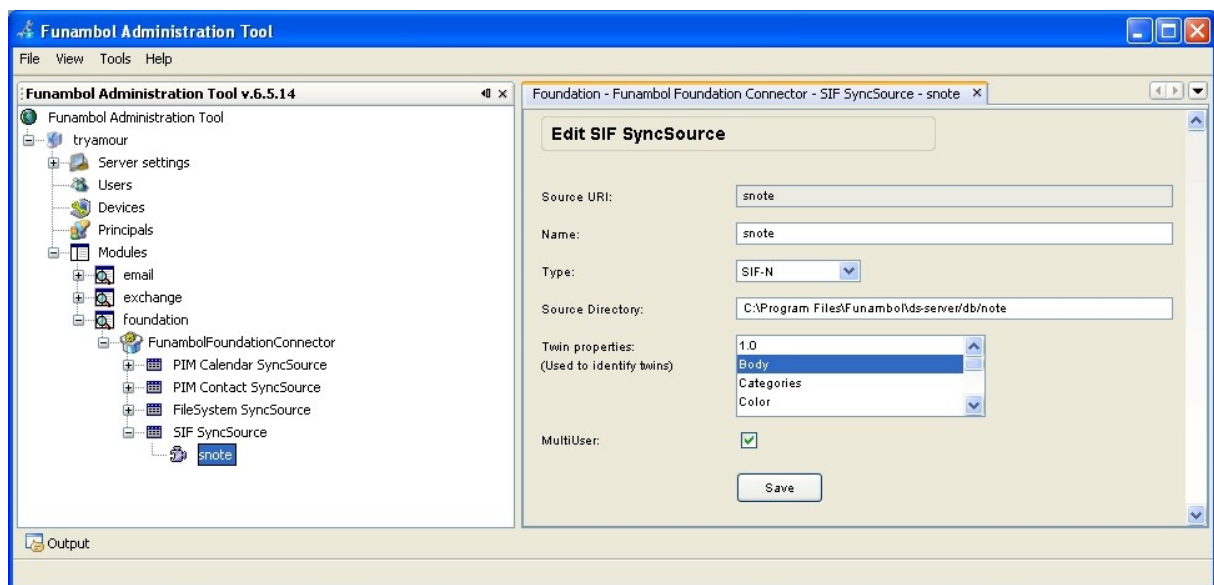 Funambol Administration Tool
File View Tools Help
Funambol Administration Tool v.6.5.14
Funambol Administration Tool
tryamour
Server settings
Users
Devices
Principals
Modules
email
exchange
foundation
FunambolFoundationConnector
PIM Calendar SyncSource
PIM Contact SyncSource
FileSystem SyncSource
SIF SyncSource
snote
Foundation - Funambol Foundation Connector - SIF SyncSource - snote
Edit SIF SyncSource
Source URI: snote
Name: snote
Type: SIF-N
Source Directory: C:\Program Files\Funambol\ds-server/db/note
Twin properties:
(Used to identify twins)
1.0
Body
Categories
Color
MultiUser:
Save
Output